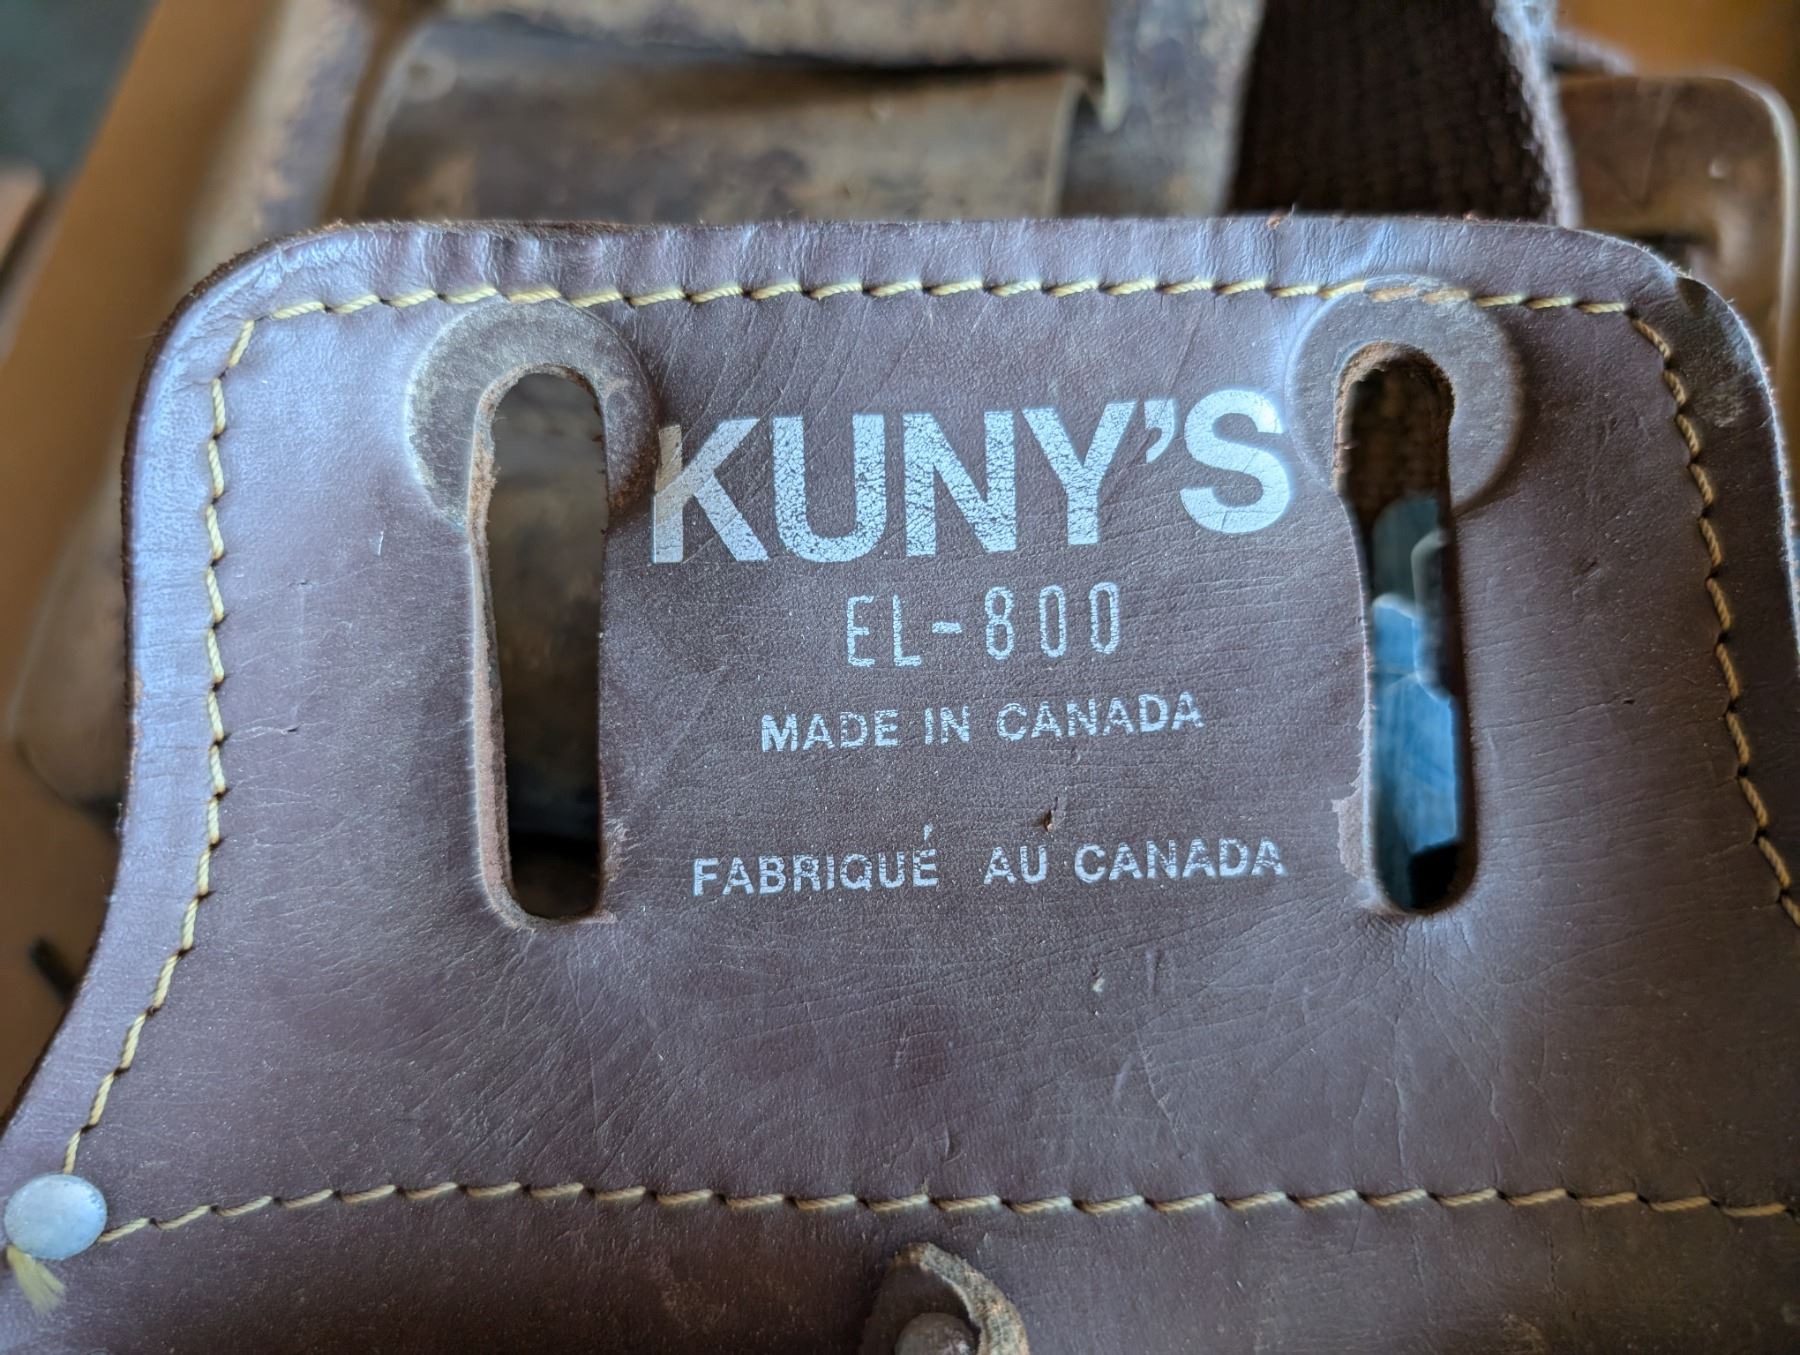 KUNY'S
EL-800
MADE IN CANADA
FABRIQUÉ AU CANADA